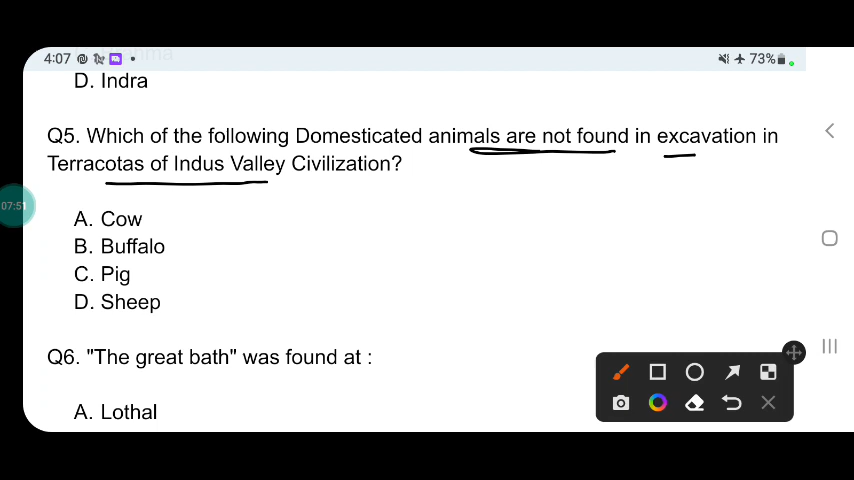 4:07
73%
D. Indra
Q5. Which of the following Domesticated animals are not found in excavation in
Terracotas of Indus Valley Civilization?
07:51
A. Cow
B. Buffalo
C. Pig
D. Sheep
Q6. "The great bath" was found at :
A. Lothal